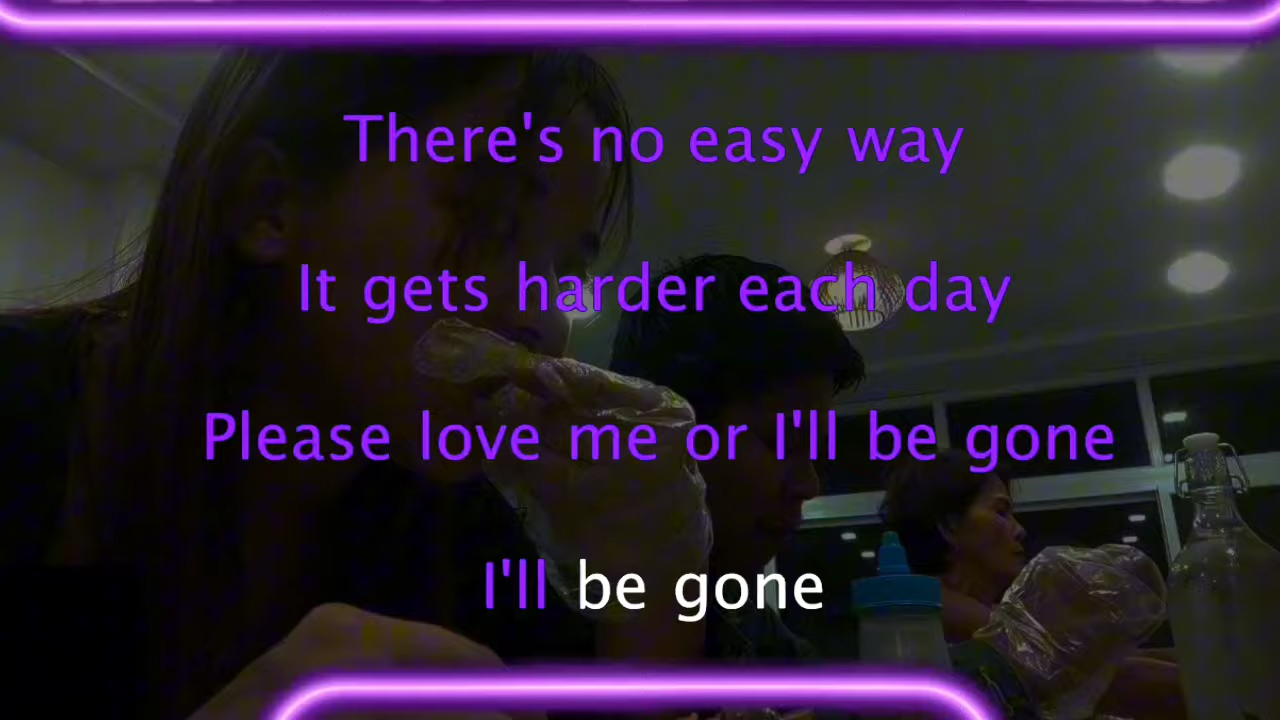 There's no easy way
It gets harder each day
Please love me or I'll be gone
I'll be gone